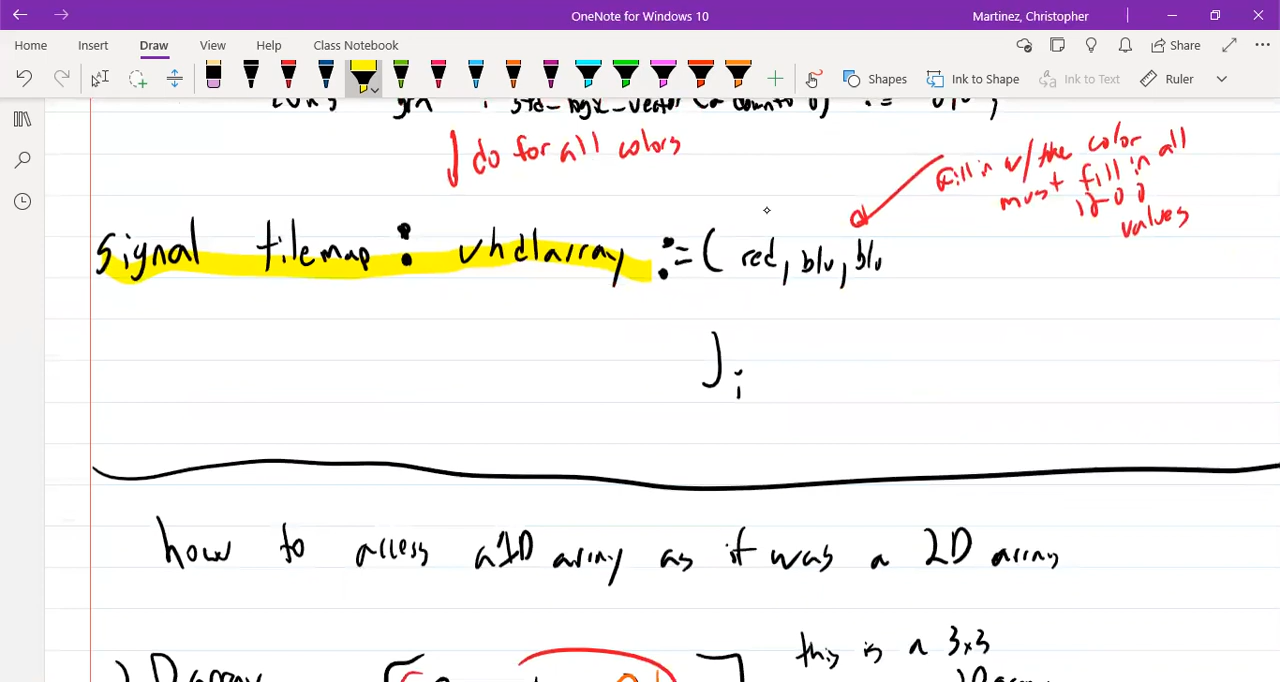 OneNote for Windows 10
Martinez, Christopher
Home Insert Draw View Help Class Notebook
Share
Shapes
Ink to Shape
Ink to Text
Ruler
do for all colors
Fill in w/the color
must fill in all
1200
values
signal tilemap : vhdlarray := ( red, blu, blu
);
how to access a 1D array as it was a 2D array
this is a 3x3